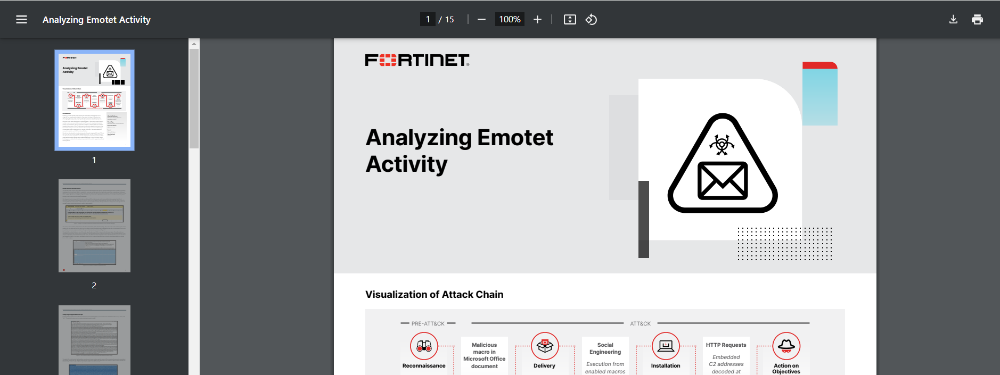 Analyzing Emotet Activity
1 / 15
100%
1
2
FORTINET®
Analyzing Emotet
Activity
Visualization of Attack Chain
PRE-ATT&CK
ATT&CK
Reconnaissance
Malicious
macro in
Microsoft Office
document
Delivery
Social
Engineering
Execution from
enabled macros
Installation
HTTP Requests
Embedded
C2 addresses
decoded at
Action on
Objectives